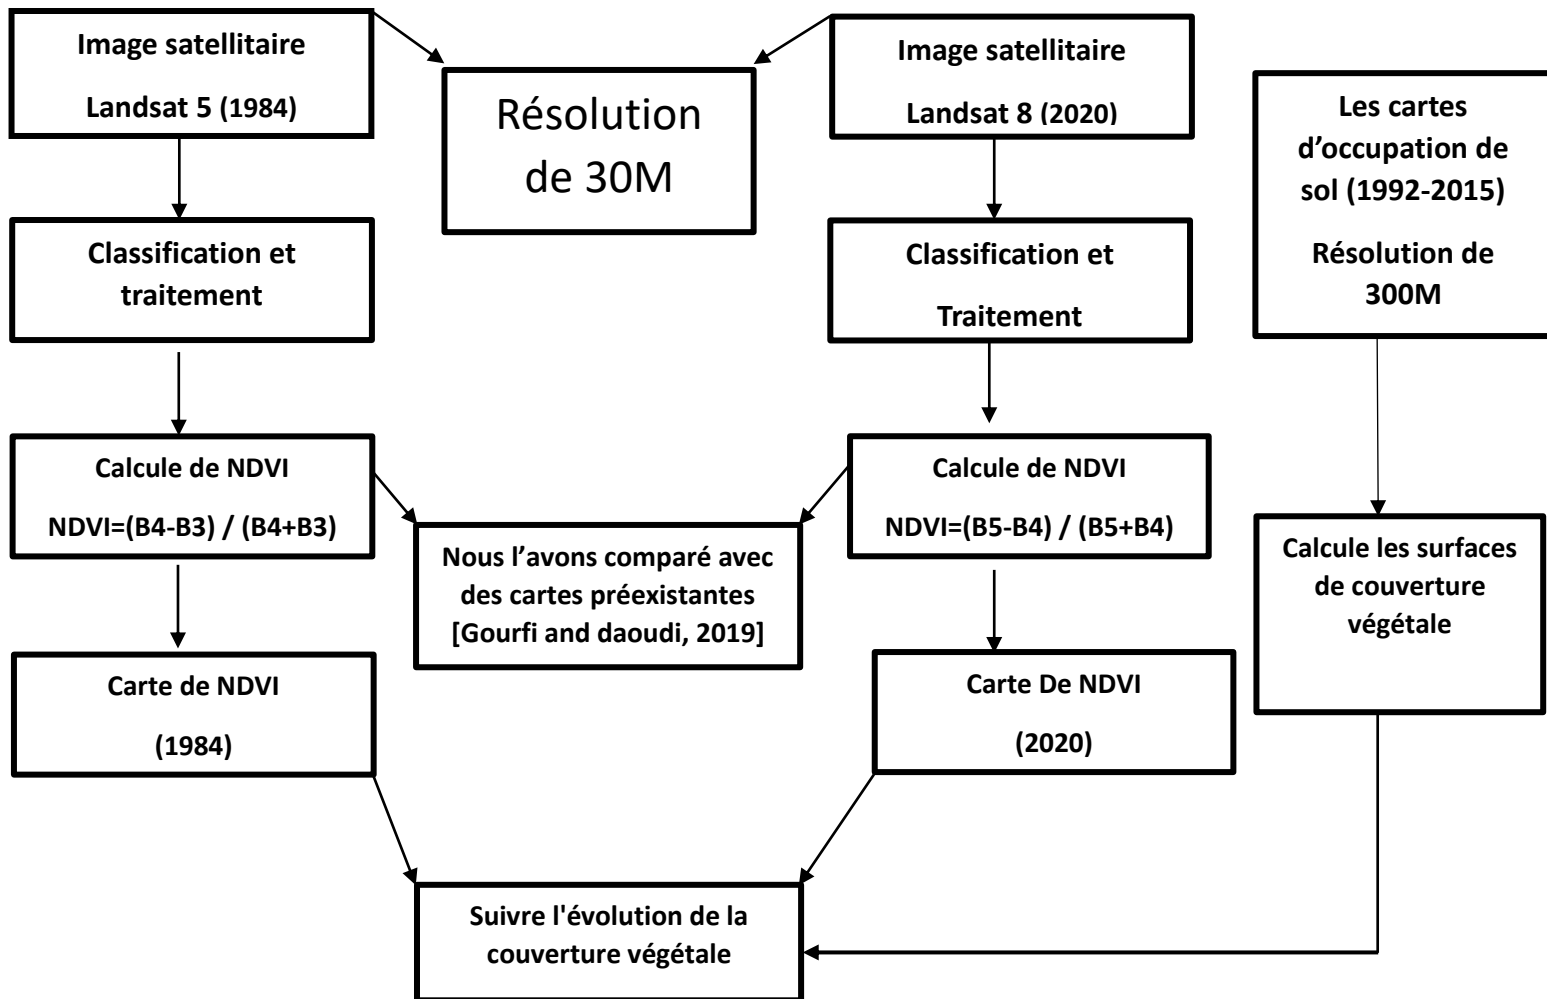 Image satellitaire
Landsat 5 (1984)
Résolution
de 30M
Image satellitaire
Landsat 8 (2020)
Les cartes
d’occupation de
sol (1992-2015)
Résolution de
300M
Classification et
traitement
Classification et
Traitement
Calcule de NDVI
NDVI=(B4-B3) / (B4+B3)
Calcule de NDVI
NDVI=(B5-B4) / (B5+B4)
Nous l’avons comparé avec
des cartes préexistantes
[Gourfi and daoudi, 2019]
Calcule les surfaces
de couverture
végétale
Carte de NDVI
(1984)
Carte De NDVI
(2020)
Suivre l'évolution de la
couverture végétale